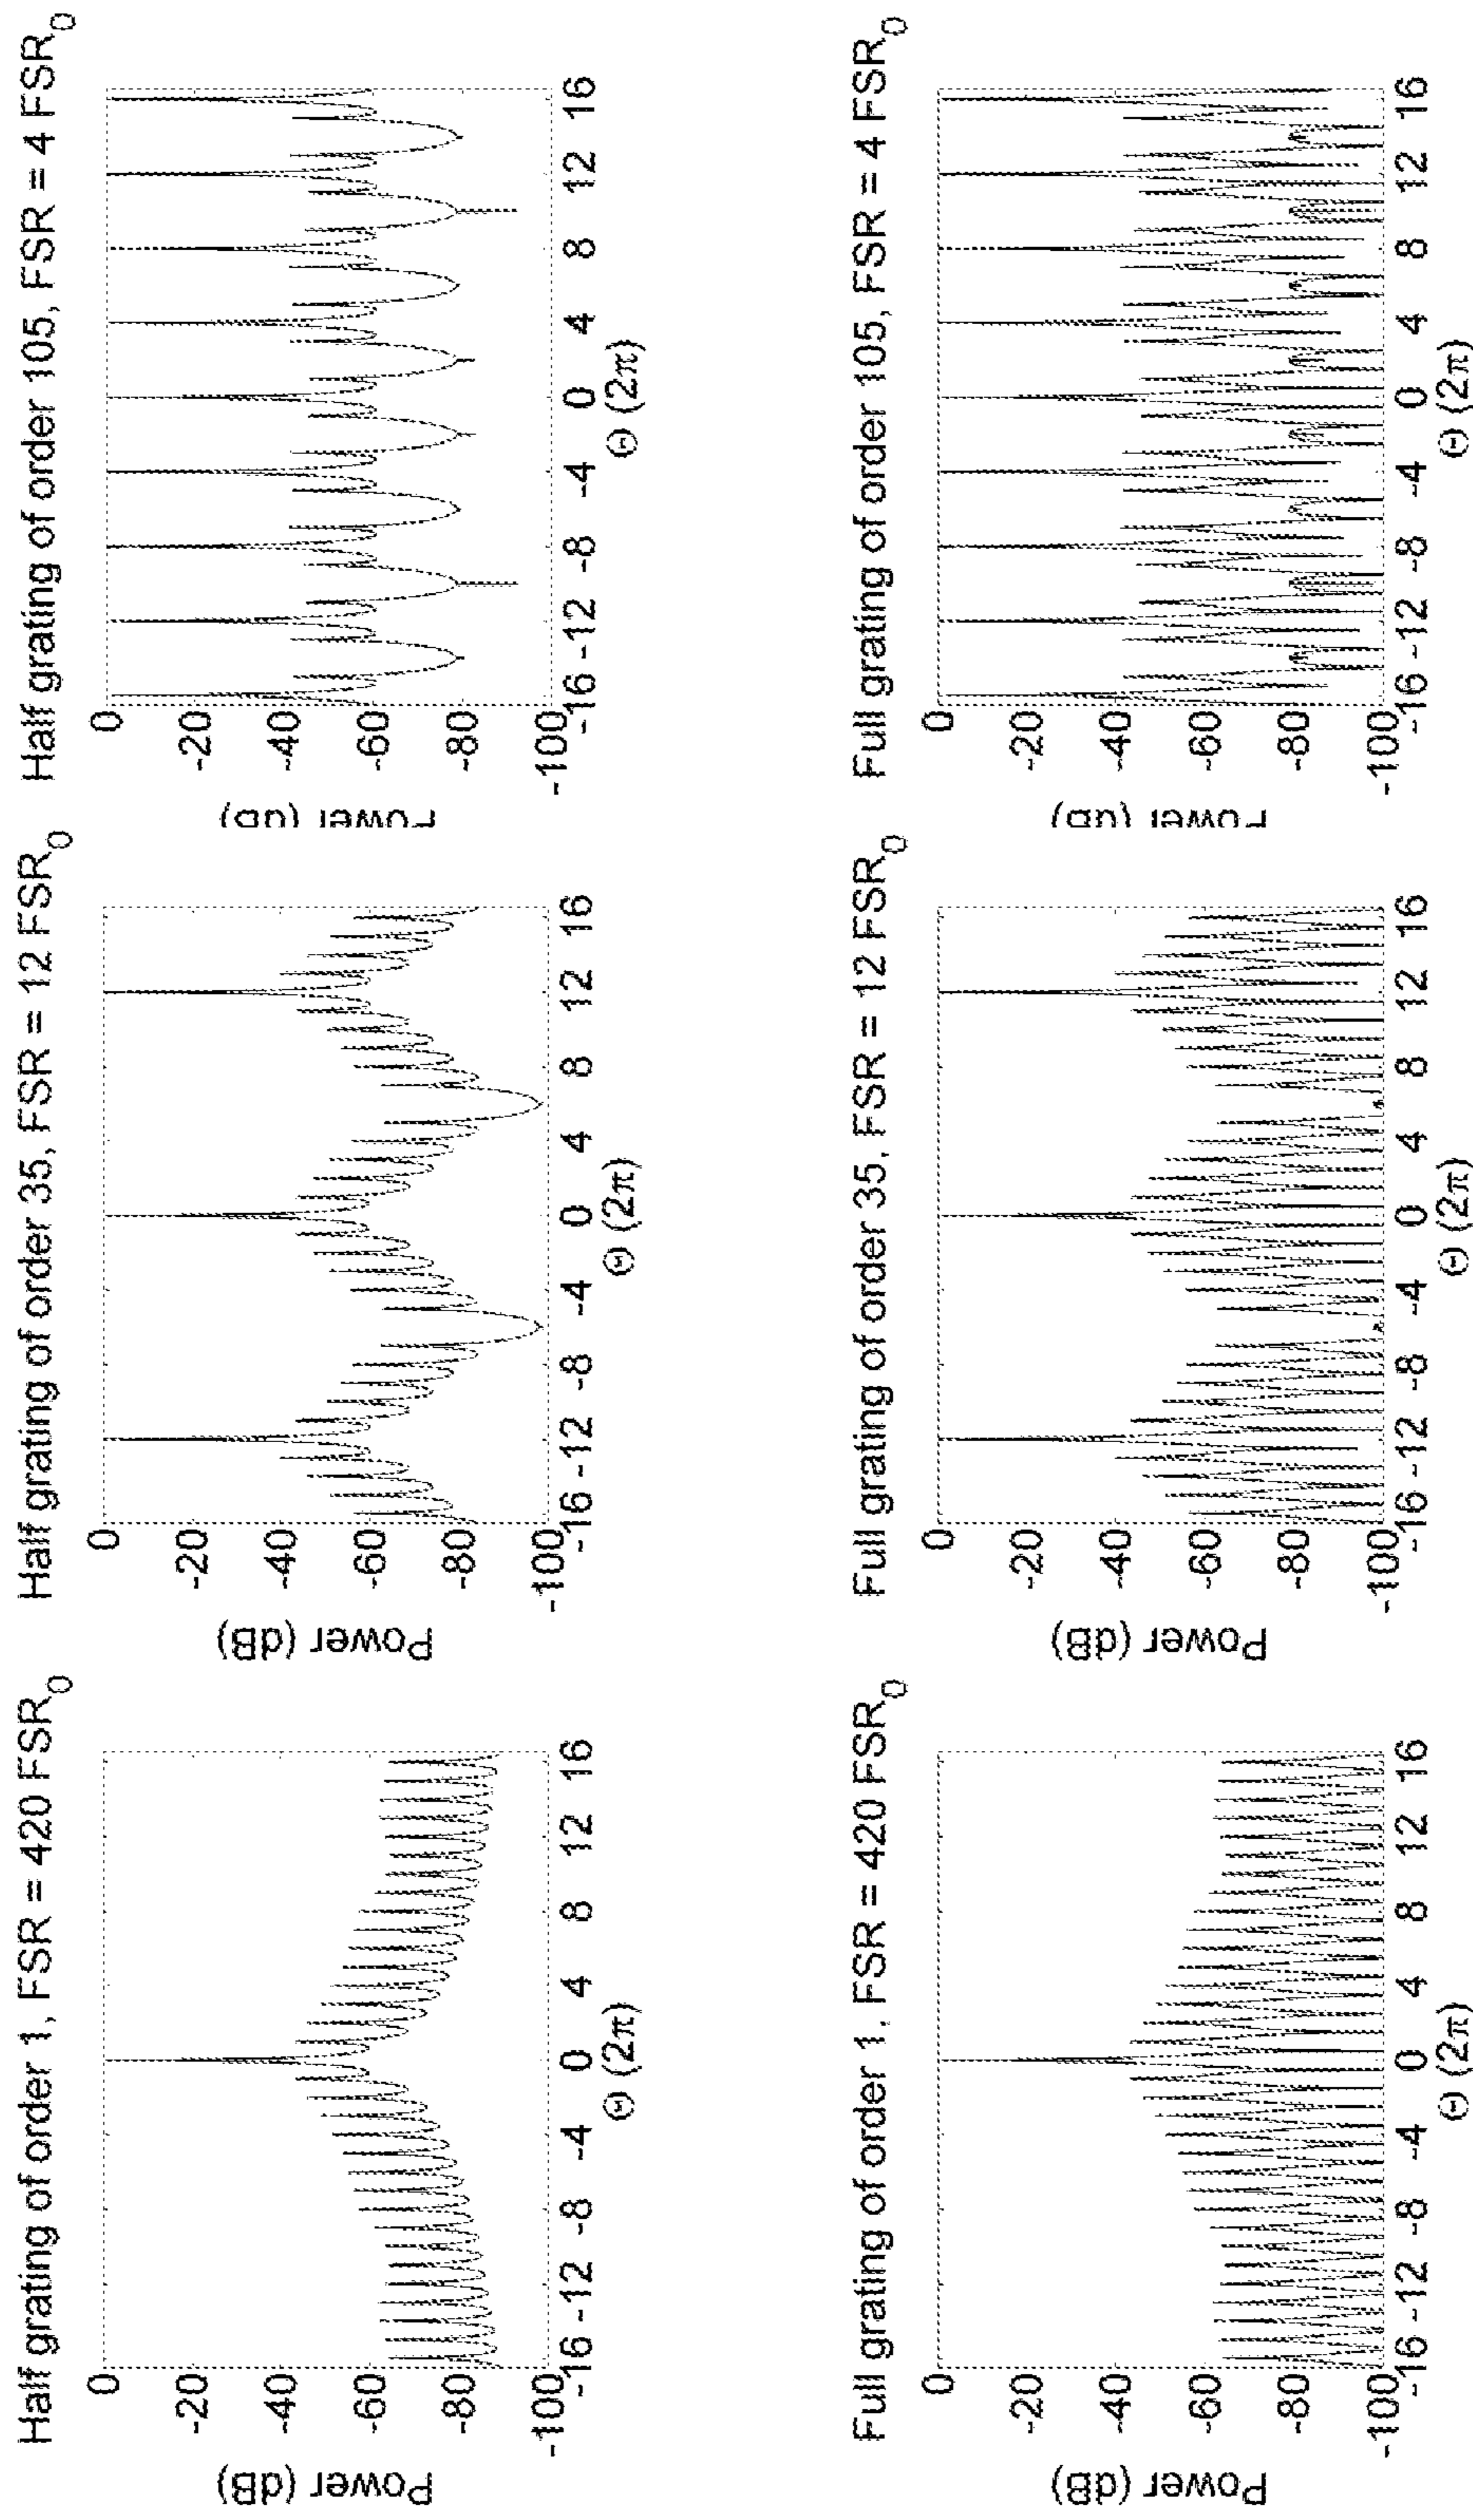 Half grating of order 1, FSR = 420 FSR0
0
-20
-40
-60
-80
-100
Power (dB)
-16 -12 -8 -4 0 4 8 12 16
Θ (2π)
Half grating of order 35, FSR = 12 FSR0
0
-20
-40
-60
-80
-100
Power (dB)
-16 -12 -8 -4 0 4 8 12 16
Θ (2π)
Half grating of order 105, FSR = 4 FSR0
0
-20
-40
-60
-80
-100
Power (dB)
-16 -12 -8 -4 0 4 8 12 16
Θ (2π)
Full grating of order 1, FSR = 420 FSR0
0
-20
-40
-60
-80
-100
Power (dB)
-16 -12 -8 -4 0 4 8 12 16
Θ (2π)
Full grating of order 35, FSR = 12 FSR0
0
-20
-40
-60
-80
-100
Power (dB)
-16 -12 -8 -4 0 4 8 12 16
Θ (2π)
Full grating of order 105, FSR = 4 FSR0
0
-20
-40
-60
-80
-100
Power (dB)
-16 -12 -8 -4 0 4 8 12 16
Θ (2π)